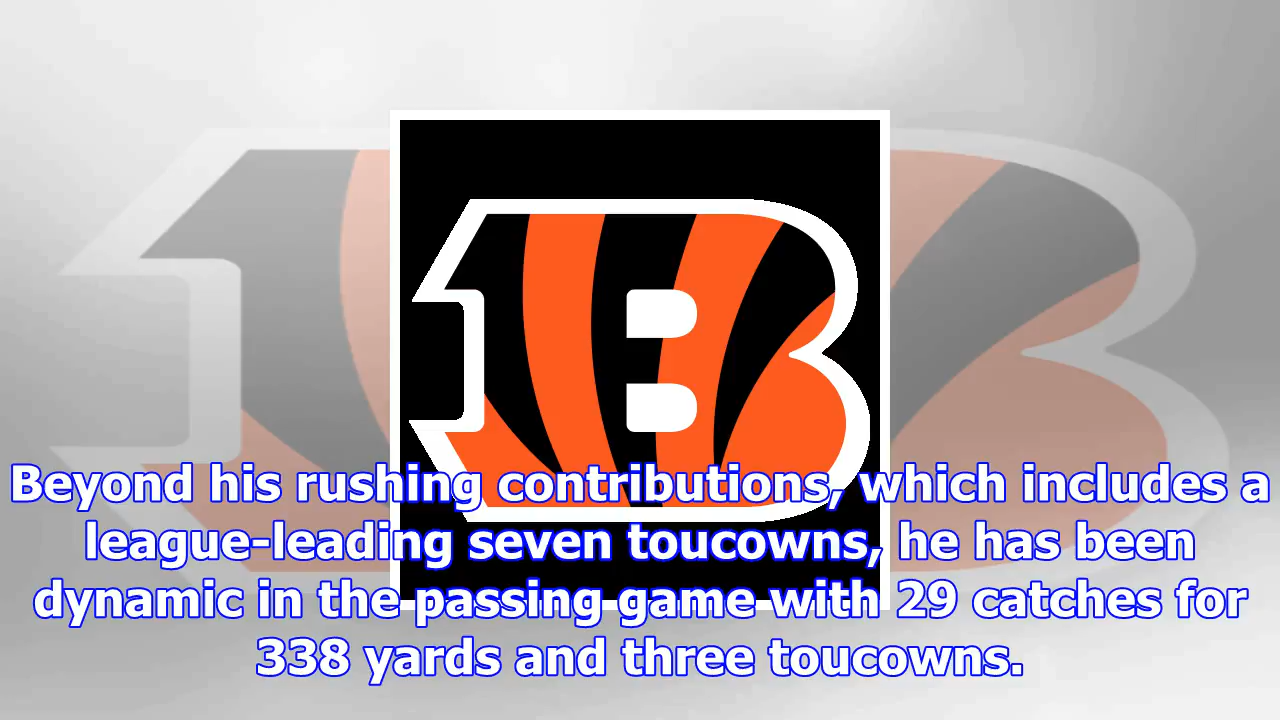 Beyond his rushing contributions, which includes a
league-leading seven toucowns, he has been
dynamic in the passing game with 29 catches for
338 yards and three toucowns.